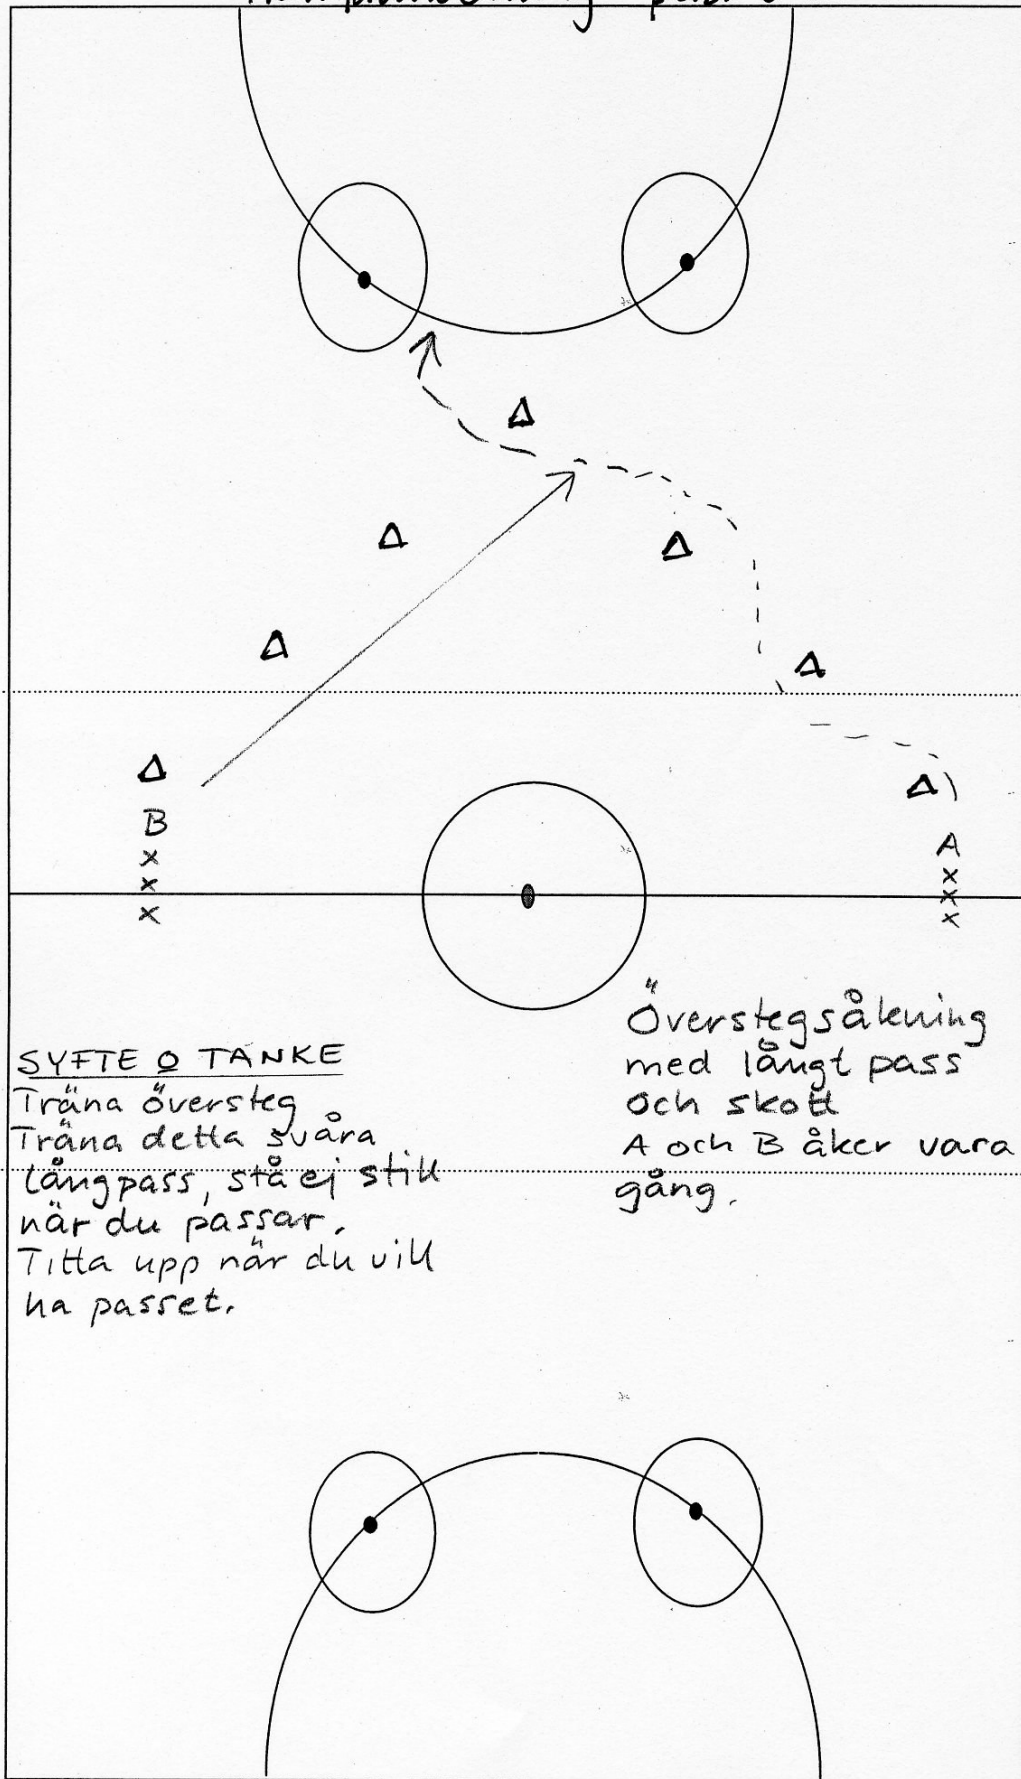 B
x
x
x
A
x
x
x
SYFTE O TANKE
Träna översteg
Träna detta svåra
långpass, stå ej still
när du passar.
Titta upp när du vill
ha passet.
Överstegsåkning
med långt pass
och skott
A och B åker vara
gång.